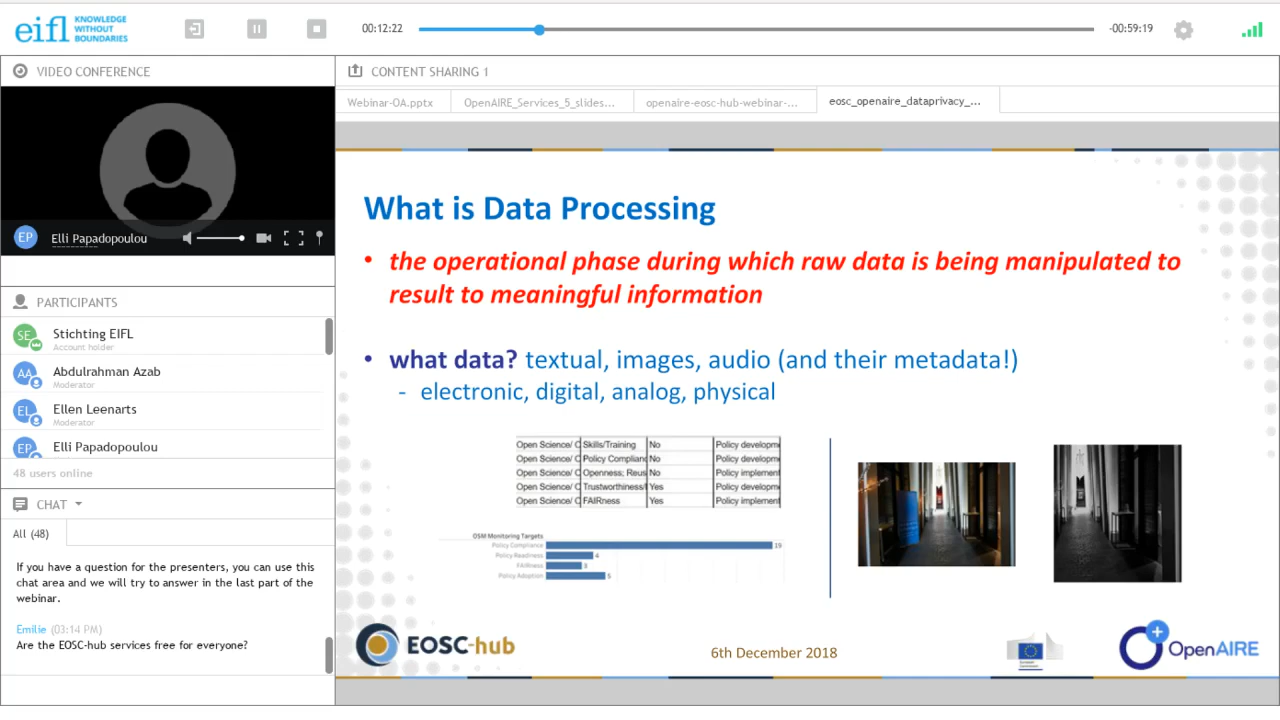 eifl KNOWLEDGE
WITHOUT
BOUNDARIES
00:12:22
-00:59:19
VIDEO CONFERENCE
EP Elli Papadopoulou
PARTICIPANTS
SE Stichting EIFL
Account holder
AA Abdulrahman Azab
Moderator
EL Ellen Leenarts
Moderator
EP Elli Papadopoulou
48 users online
CHAT
All (48)
If you have a question for the presenters, you can use this
chat area and we will try to answer in the last part of the
webinar.
Emilie (03:14 PM)
Are the EOSC-hub services free for everyone?
CONTENT SHARING 1
Webinar-OA.pptx OpenAIRE_Services_5_slides... openaire-eosc-hub-webinar-... eosc_openaire_dataprivacy_...
What is Data Processing
• the operational phase during which raw data is being manipulated to
result to meaningful information
• what data? textual, images, audio (and their metadata!)
- electronic, digital, analog, physical
Open Science/ C Skills/Training No Policy developm
Open Science/ C Policy Complianc No Policy developm
Open Science/ C Openness; Reus No Policy implement
Open Science/ C Trustworthiness/ Yes Policy developm
Open Science/ C FAIRness Yes Policy implement
OSM Monitoring Targets
Policy Compliance 19
Policy Readiness 4
FAIRness 3
Policy Adoption 5
EOSC-hub
6th December 2018
European
Commission
OpenAIRE